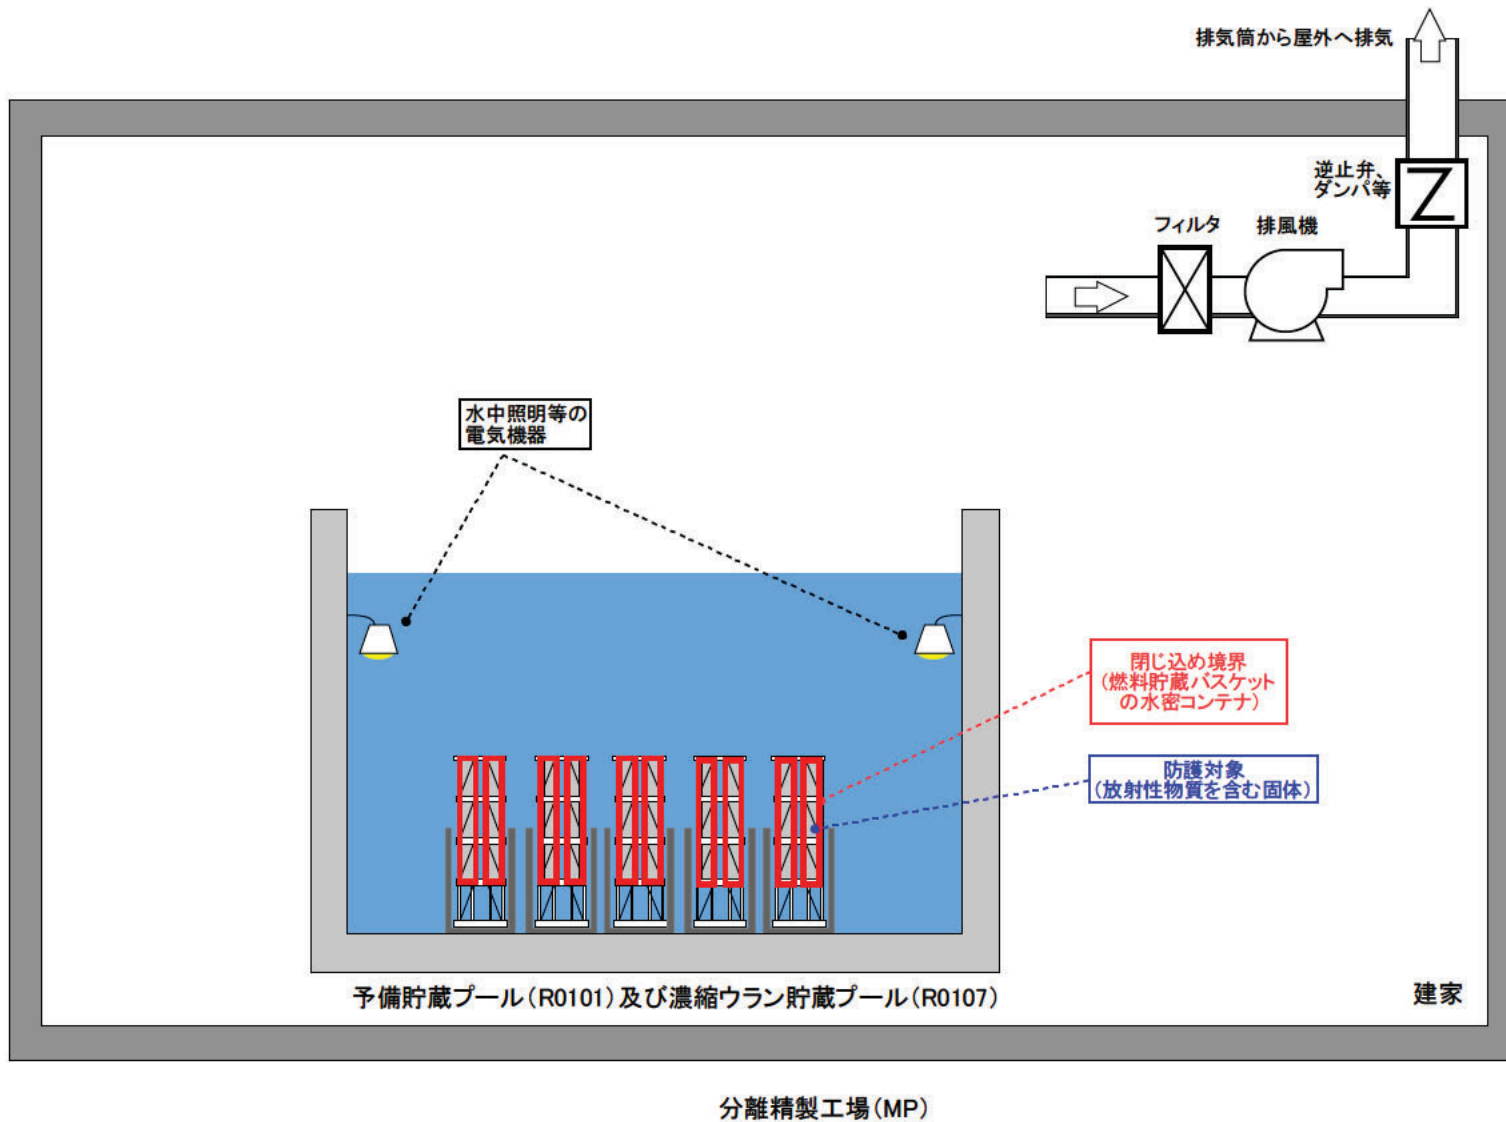 排気筒から屋外へ排気
逆止弁、
ダンパ等
フィルタ
排風機
水中照明等の
電気機器
閉じ込め境界
(燃料貯蔵バスケット
の水密コンテナ)
防護対象
(放射性物質を含む固体)
予備貯蔵プール(R0101)及び濃縮ウラン貯蔵プール(R0107)
建家
分離精製工場(MP)